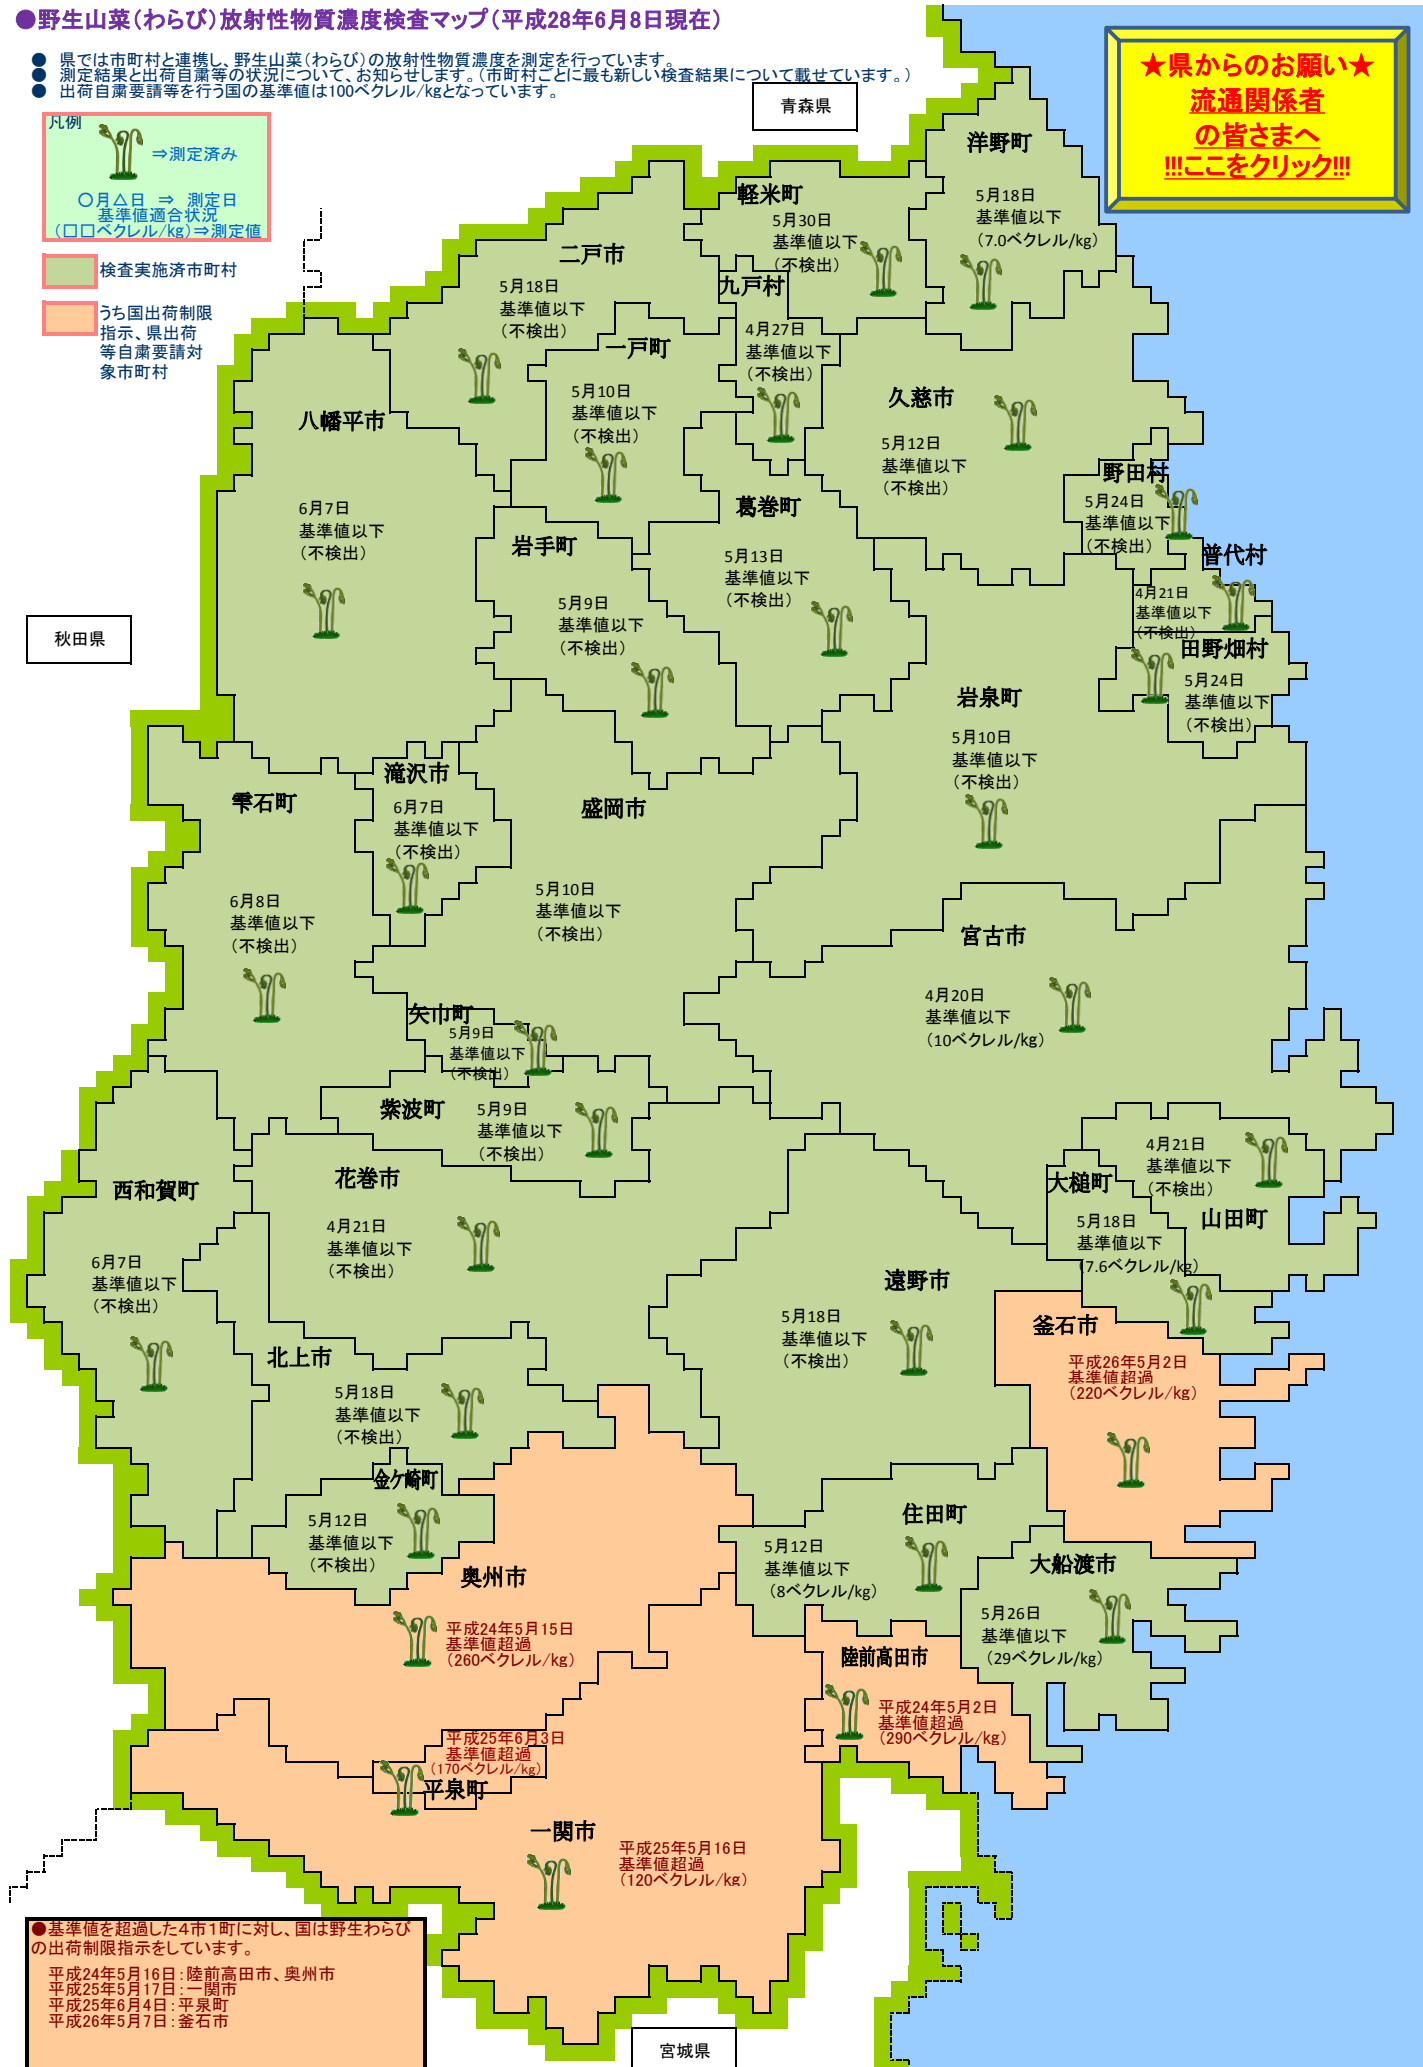 ●野生山菜(わらび)放射性物質濃度検査マップ(平成28年6月8日現在)
● 県では市町村と連携し、野生山菜(わらび)の放射性物質濃度を測定を行っています。
● 測定結果と出荷自粛等の状況について、お知らせします。(市町村ごとに最も新しい検査結果について載せています。)
● 出荷自粛要請等を行う国の基準値は100ベクレル/kgとなっています。
★県からのお願い★
流通関係者
の皆さまへ
!!!ここをクリック!!!
凡例
⇒測定済み
〇月△日 ⇒ 測定日
基準値適合状況
(□□ベクレル/kg)⇒測定値
検査実施済市町村
うち国出荷制限
指示、県出荷
等自粛要請対
象市町村
青森県
洋野町
5月18日
基準値以下
(7.0ベクレル/kg)
軽米町
5月30日
基準値以下
(不検出)
二戸市
5月18日
基準値以下
(不検出)
九戸村
4月27日
基準値以下
(不検出)
一戸町
5月10日
基準値以下
(不検出)
久慈市
5月12日
基準値以下
(不検出)
八幡平市
6月7日
基準値以下
(不検出)
野田村
5月24日
基準値以下
(不検出)
葛巻町
5月13日
基準値以下
(不検出)
岩手町
5月9日
基準値以下
(不検出)
普代村
4月21日
基準値以下
(不検出)
秋田県
田野畑村
5月24日
基準値以下
(不検出)
岩泉町
5月10日
基準値以下
(不検出)
滝沢市
6月7日
基準値以下
(不検出)
雫石町
6月8日
基準値以下
(不検出)
盛岡市
5月10日
基準値以下
(不検出)
宮古市
4月20日
基準値以下
(10ベクレル/kg)
矢巾町
5月9日
基準値以下
(不検出)
紫波町
5月9日
基準値以下
(不検出)
4月21日
基準値以下
(不検出)
山田町
大槌町
5月18日
基準値以下
(7.6ベクレル/kg)
花巻市
4月21日
基準値以下
(不検出)
西和賀町
6月7日
基準値以下
(不検出)
遠野市
5月18日
基準値以下
(不検出)
釜石市
平成26年5月2日
基準値超過
(220ベクレル/kg)
北上市
5月18日
基準値以下
(不検出)
金ケ崎町
5月12日
基準値以下
(不検出)
住田町
5月12日
基準値以下
(8ベクレル/kg)
大船渡市
5月26日
基準値以下
(29ベクレル/kg)
奥州市
平成24年5月15日
基準値超過
(260ベクレル/kg)
陸前高田市
平成24年5月2日
基準値超過
(290ベクレル/kg)
平成25年6月3日
基準値超過
(170ベクレル/kg)
平泉町
一関市
平成25年5月16日
基準値超過
(120ベクレル/kg)
●基準値を超過した4市1町に対し、国は野生わらび
の出荷制限指示をしています。
平成24年5月16日:陸前高田市、奥州市
平成25年5月17日:一関市
平成25年6月4日:平泉町
平成26年5月7日:釜石市
宮城県